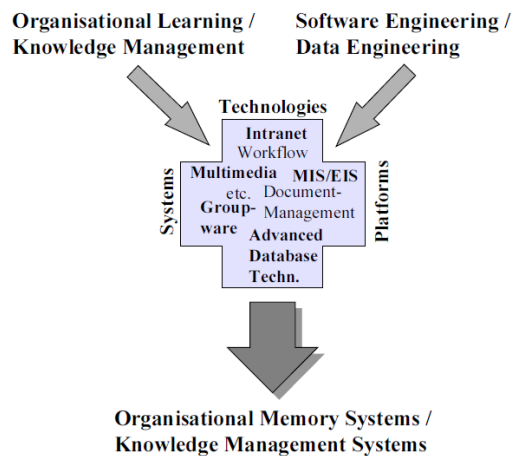 Organisational Learning /
Knowledge Management
Software Engineering /
Data Engineering
Technologies
Systems
Intranet
Workflow
Multimedia MIS/EIS
etc. Document-
Group- Management
ware
Advanced
Database
Techn.
Platforms
Organisational Memory Systems /
Knowledge Management Systems